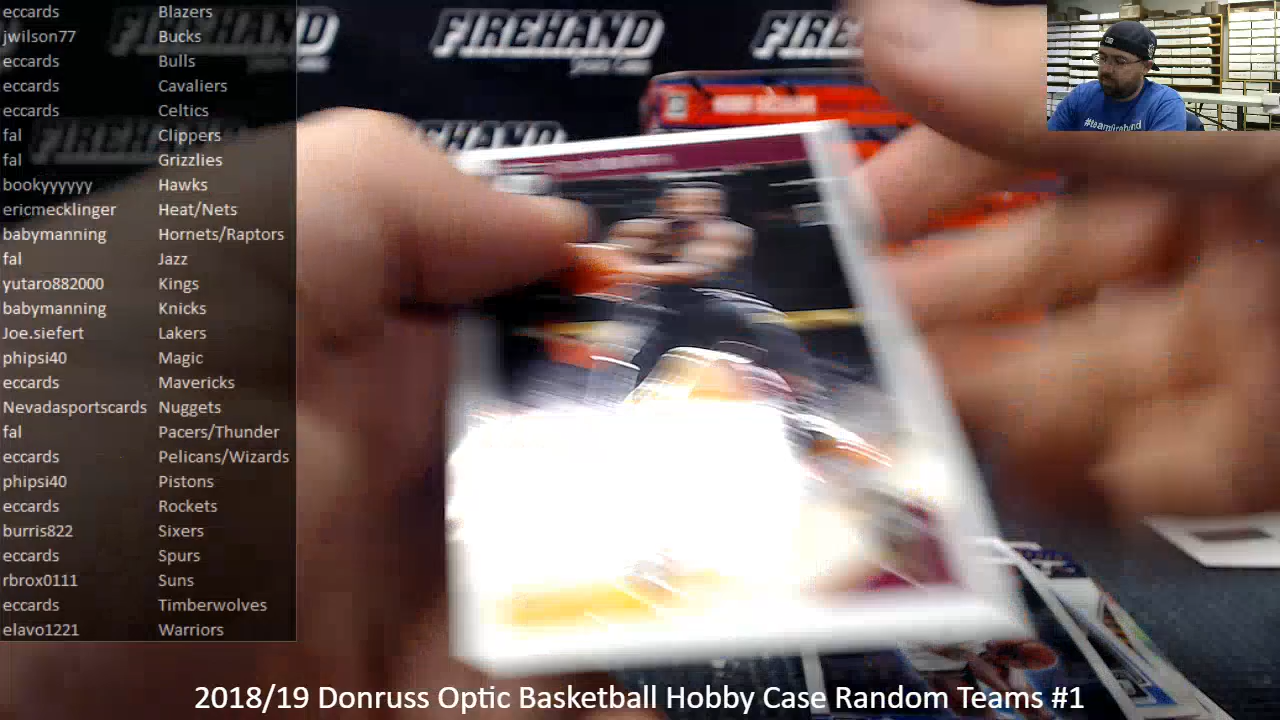 eccards Blazers
jwilson77 Bucks
eccards Bulls
eccards Cavaliers
eccards Celtics
fal Clippers
fal Grizzlies
bookyyyyyy Hawks
ericmecklinger Heat/Nets
babymanning Hornets/Raptors
fal Jazz
yutaro882000 Kings
babymanning Knicks
Joe.siefert Lakers
phipsi40 Magic
eccards Mavericks
Nevadasportscards Nuggets
fal Pacers/Thunder
eccards Pelicans/Wizards
phipsi40 Pistons
eccards Rockets
burris822 Sixers
eccards Spurs
rbrox0111 Suns
eccards Timberwolves
elavo1221 Warriors
FIREHAND
FIREHAND
FIREHAND
#teamfirehand
2018/19 Donruss Optic Basketball Hobby Case Random Teams #1